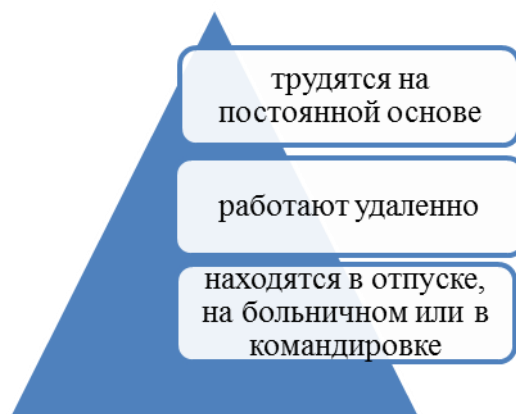 трудятся на
постоянной основе
работают удаленно
находятся в отпуске,
на больничном или в
командировке